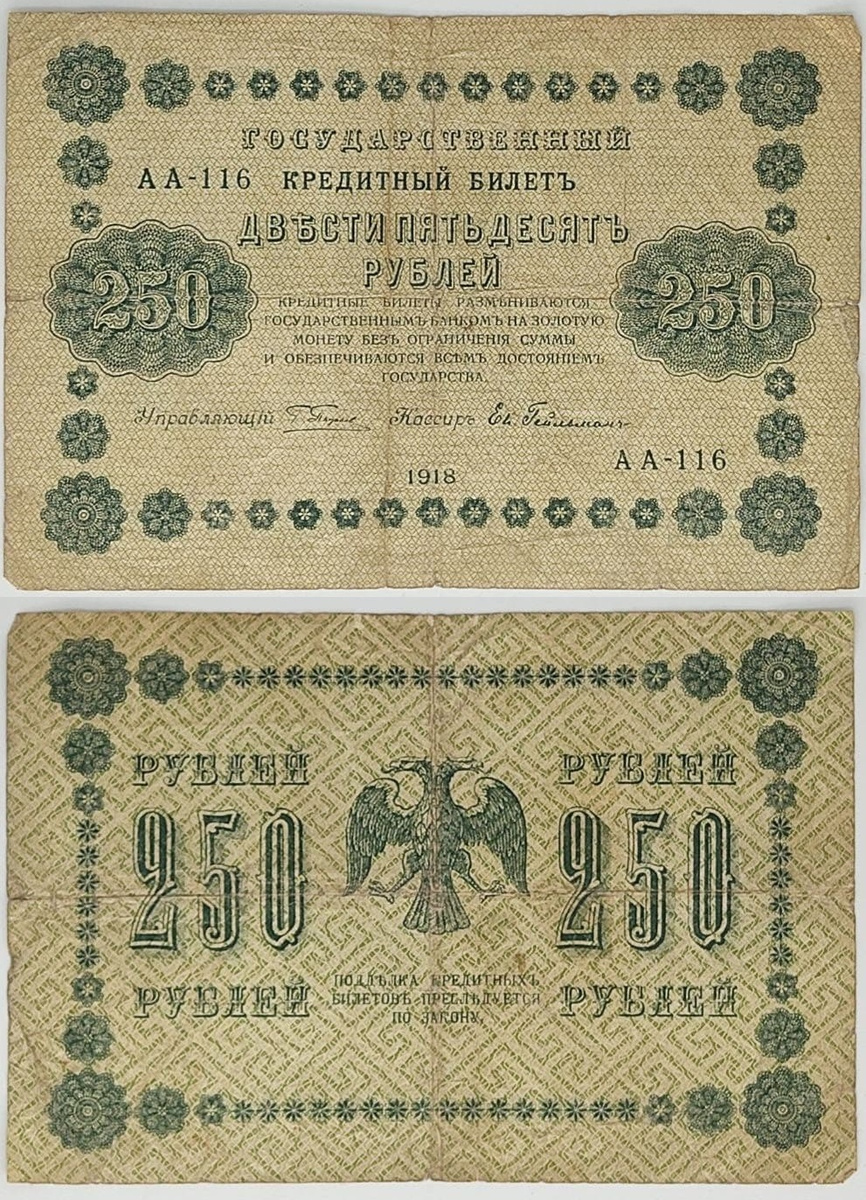 ГОСУДАРСТВЕННЫЙ
АА-116 КРЕДИТНЫЙ БИЛЕТЪ
ДВѢСТИ ПЯТЬДЕСЯТЪ
РУБЛЕЙ
250 250
КРЕДИТНЫЕ БИЛЕТЫ РАЗМѢНИВАЮТСЯ
ГОСУДАРСТВЕННЫМЪ БАНКОМЪ НА ЗОЛОТУЮ
МОНЕТУ БЕЗЪ ОГРАНИЧЕНІЯ СУММЫ
И ОБЕЗПЕЧИВАЮТСЯ ВСѢМЪ ДОСТОЯНІЕМЪ
ГОСУДАРСТВА.
Управляющій Кассиръ Ев. Гейльманъ
АА-116
1918
РУБЛЕЙ РУБЛЕЙ
250 250
РУБЛЕЙ РУБЛЕЙ
ПОДДѢЛКА КРЕДИТНЫХЪ
БИЛЕТОВЪ ПРЕСЛѢДУЕТСЯ
ПО ЗАКОНУ.